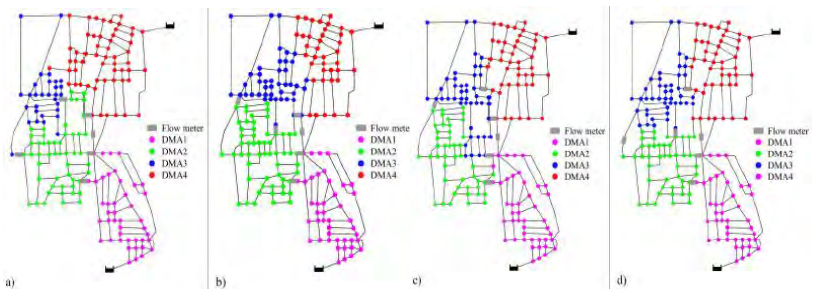 Flow meter
DMA1
DMA2
DMA3
DMA4
a)
Flow mete
DMA1
DMA2
DMA3
DMA4
b)
Flow meter
DMA1
DMA2
DMA3
DMA4
c)
Flow meter
DMA1
DMA2
DMA3
DMA4
d)